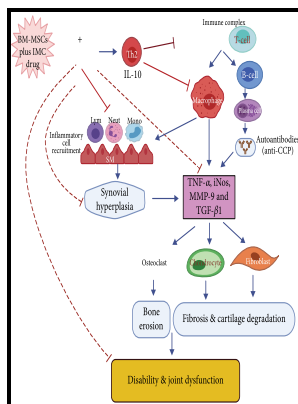 Immune complex
BM-MSCs
plus IMC
drug
+
Th2
IL-10
T-cell
B-cell
Macrophage
Plasma cell
Lym Neut Mono
Inflammatory
cell
recruitment
SM
Autoantibodies
(anti-CCP)
Synovial
hyperplasia
TNF-α, iNos,
MMP-9 and
TGF-β1
Osteoclast
Chondrocyte
Fibroblast
Bone
erosion
Fibrosis & cartilage degradation
Disability & joint dysfunction